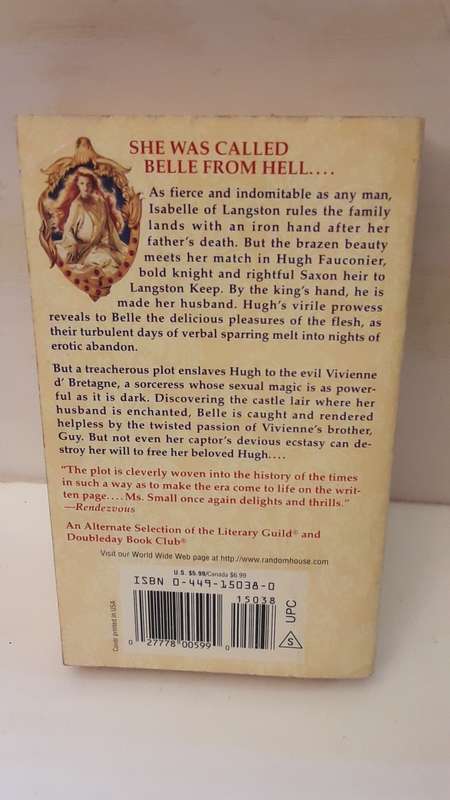 SHE WAS CALLED
BELLE FROM HELL....
As fierce and indomitable as any man,
Isabelle of Langston rules the family
lands with an iron hand after her
father's death. But the brazen beauty
meets her match in Hugh Fauconier,
bold knight and rightful Saxon heir to
Langston Keep. By the king's hand, he is
made her husband. Hugh's virile prowess
reveals to Belle the delicious pleasures of the flesh, as
their turbulent days of verbal sparring melt into nights of
erotic abandon.
But a treacherous plot enslaves Hugh to the evil Vivienne
d' Bretagne, a sorceress whose sexual magic is as power-
ful as it is dark. Discovering the castle lair where her
husband is enchanted, Belle is caught and rendered
helpless by the twisted passion of Vivienne's brother,
Guy. But not even her captor's devious ecstasy can de-
stroy her will to free her beloved Hugh....
"The plot is cleverly woven into the history of the times
in such a way as to make the era come to life on the writ-
ten page.... Ms. Small once again delights and thrills."
—Rendezvous
An Alternate Selection of the Literary Guild® and
Doubleday Book Club®
Visit our World Wide Web page at http://www.randomhouse.com
U.S. $5.99/Canada $6.99
ISBN 0-449-15038-0
15038
0 27778 00599 0
UPC
S
Cover printed in USA